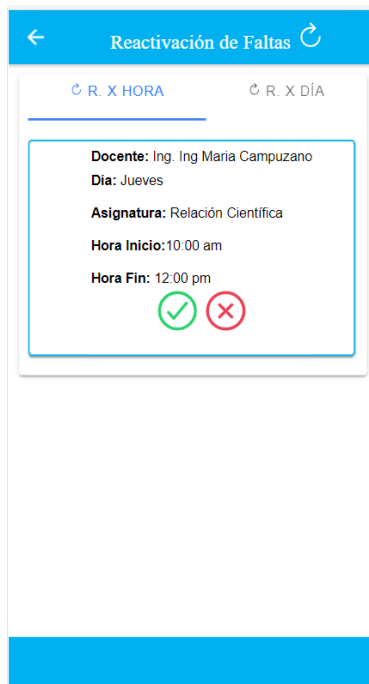 Reactivación de Faltas
R. X HORA
R. X DÍA
Docente: Ing. Ing Maria Campuzano
Día: Jueves
Asignatura: Relación Científica
Hora Inicio:10:00 am
Hora Fin: 12:00 pm